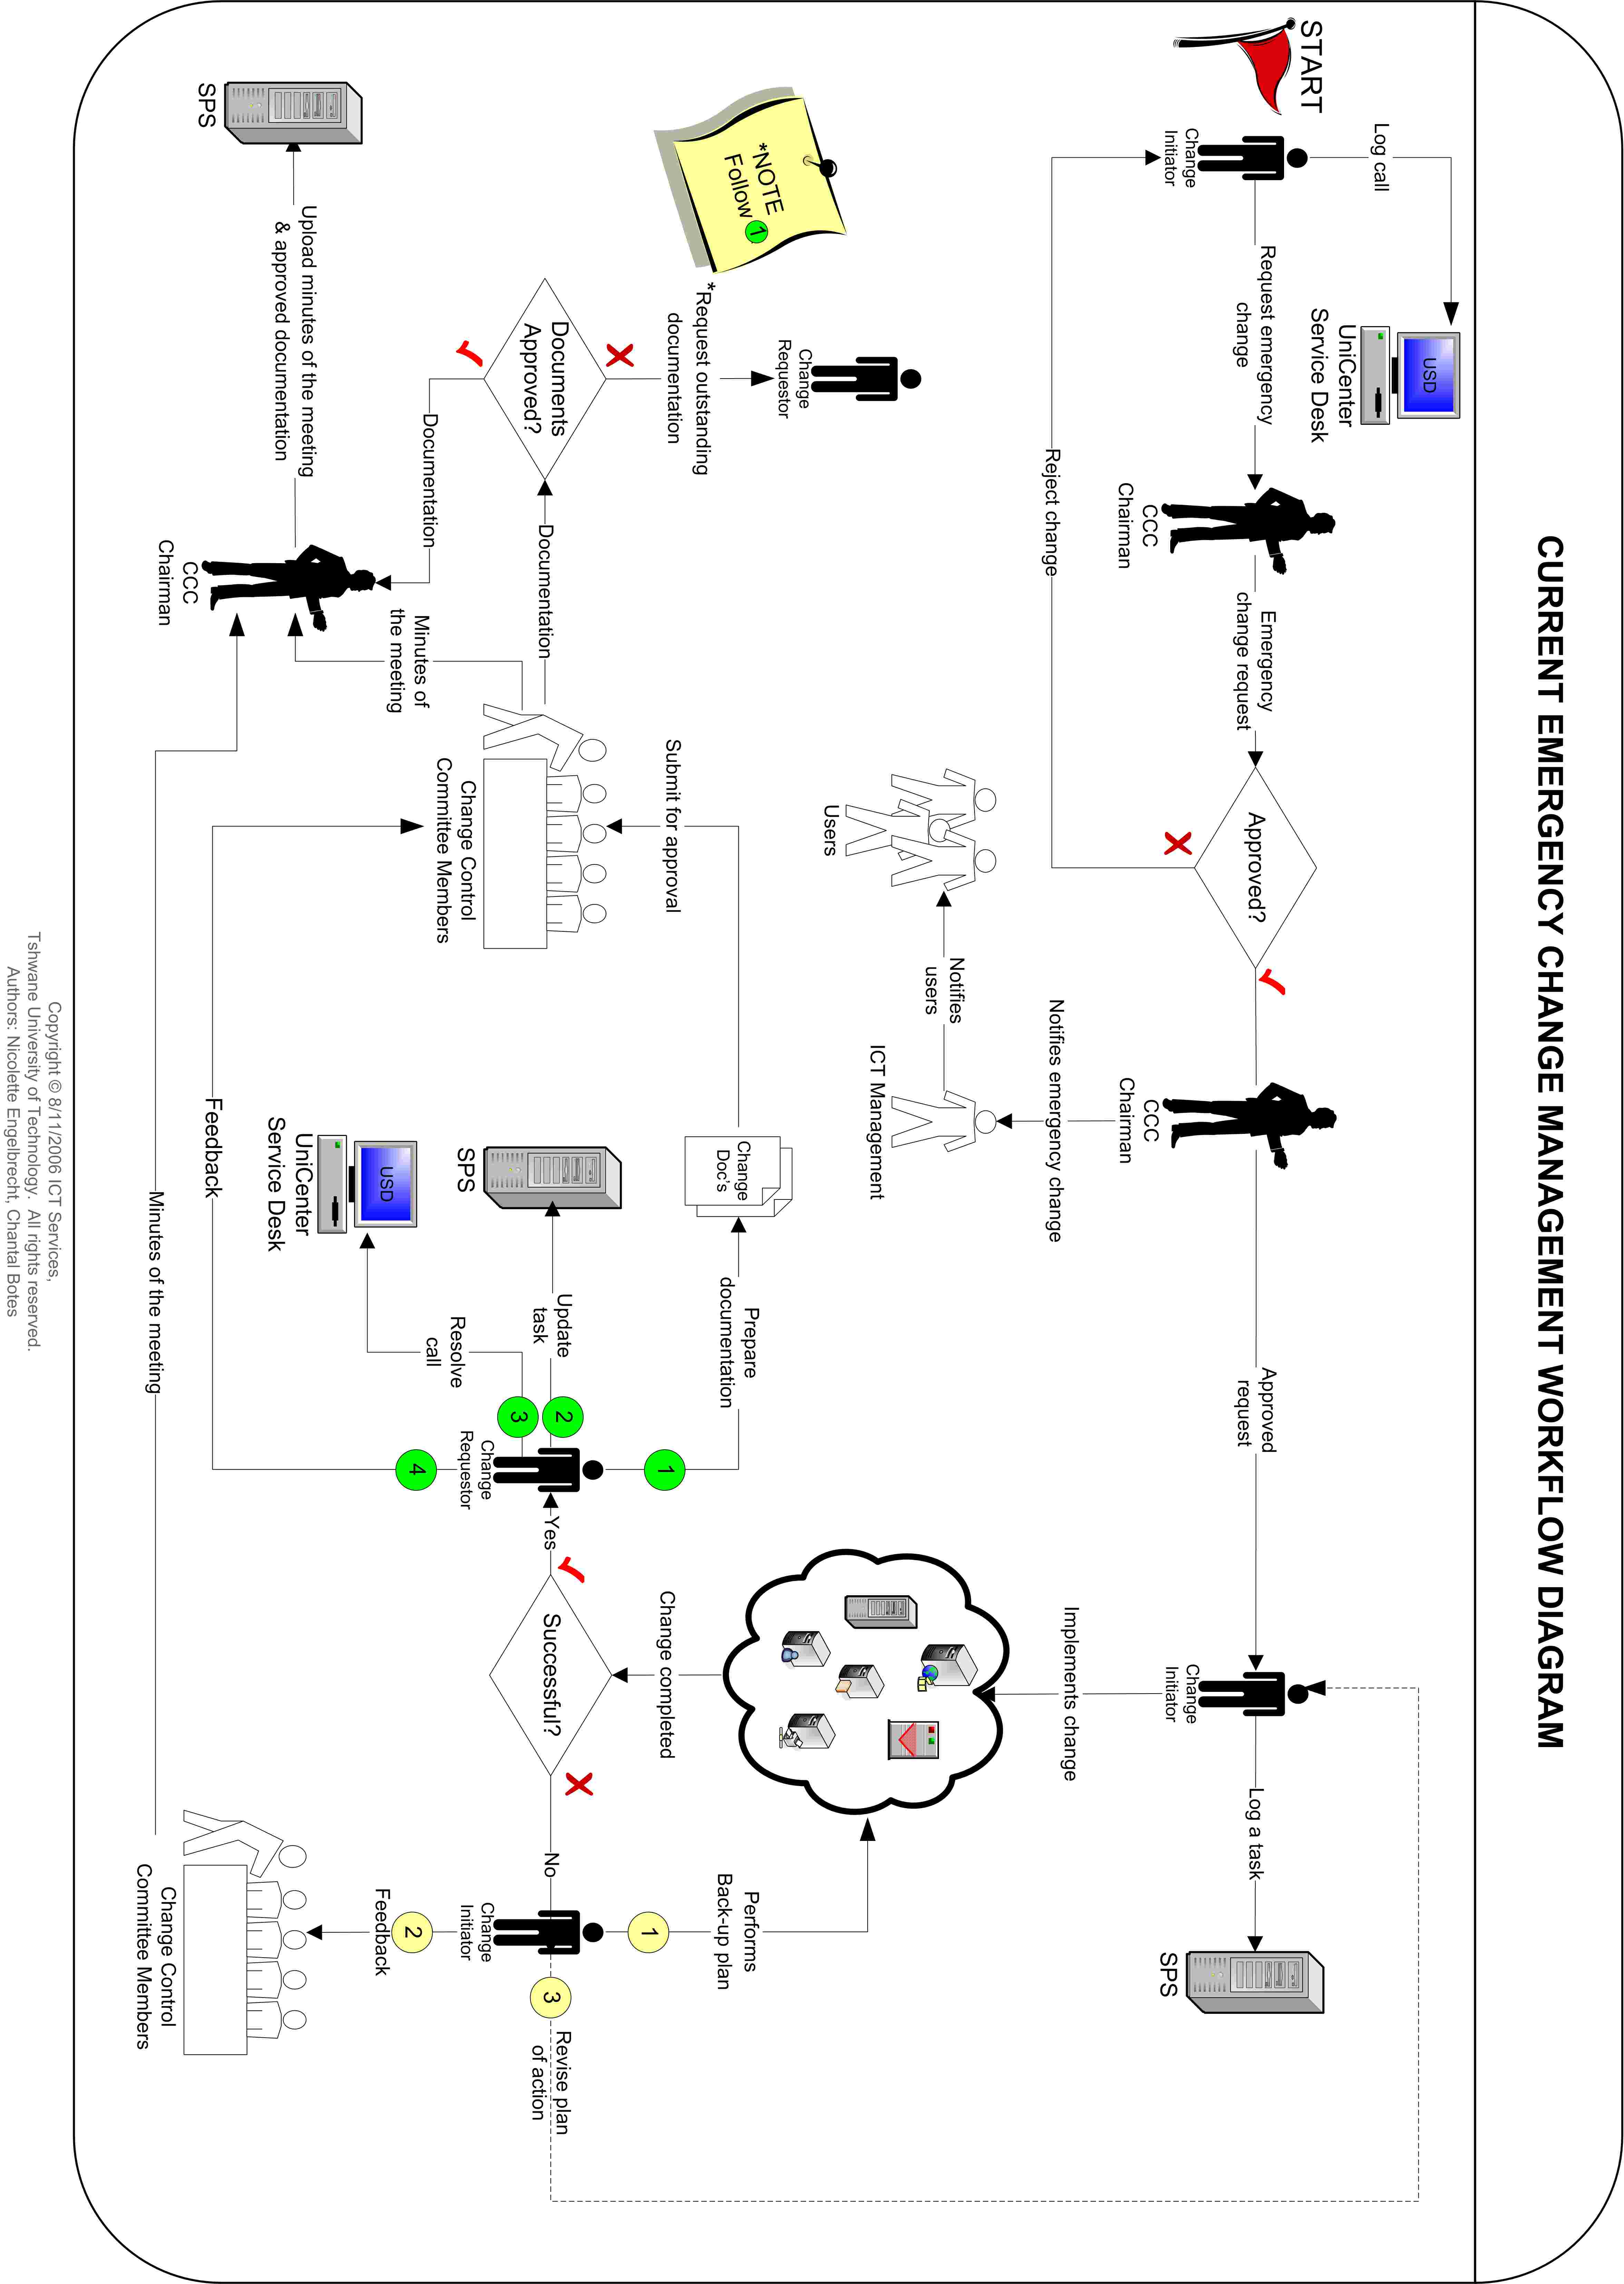 CURRENT EMERGENCY CHANGE MANAGEMENT WORKFLOW DIAGRAM
START
Log call
USD
UniCenter
Service Desk
Change
Initiator
Request emergency
change
CCC
Chairman
Emergency
change request
Approved?
Reject change
CCC
Chairman
Approved
request
Change
Initiator
Log a task
SPS
Notifies emergency change
ICT Management
Notifies
users
Users
Implements change
Change completed
Performs
Back-up plan
1
Successful?
No
Change
Initiator
3
Revise plan
of action
2
Feedback
Change Control
Committee Members
Yes
Change
Requestor
1
Prepare
documentation
Change
Doc's
Submit for approval
2
Update
task
SPS
3
Resolve
call
USD
UniCenter
Service Desk
4
Feedback
Change Control
Committee Members
Documentation
Documents
Approved?
*Request outstanding
documentation
Change
Requestor
*NOTE
Follow 1
Documentation
Minutes of
the meeting
CCC
Chairman
Upload minutes of the meeting
& approved documentation
SPS
Minutes of the meeting
Copyright © 8/11/2006 ICT Services,
Tshwane University of Technology. All rights reserved.
Authors: Nicolette Engelbrecht, Chantal Botes